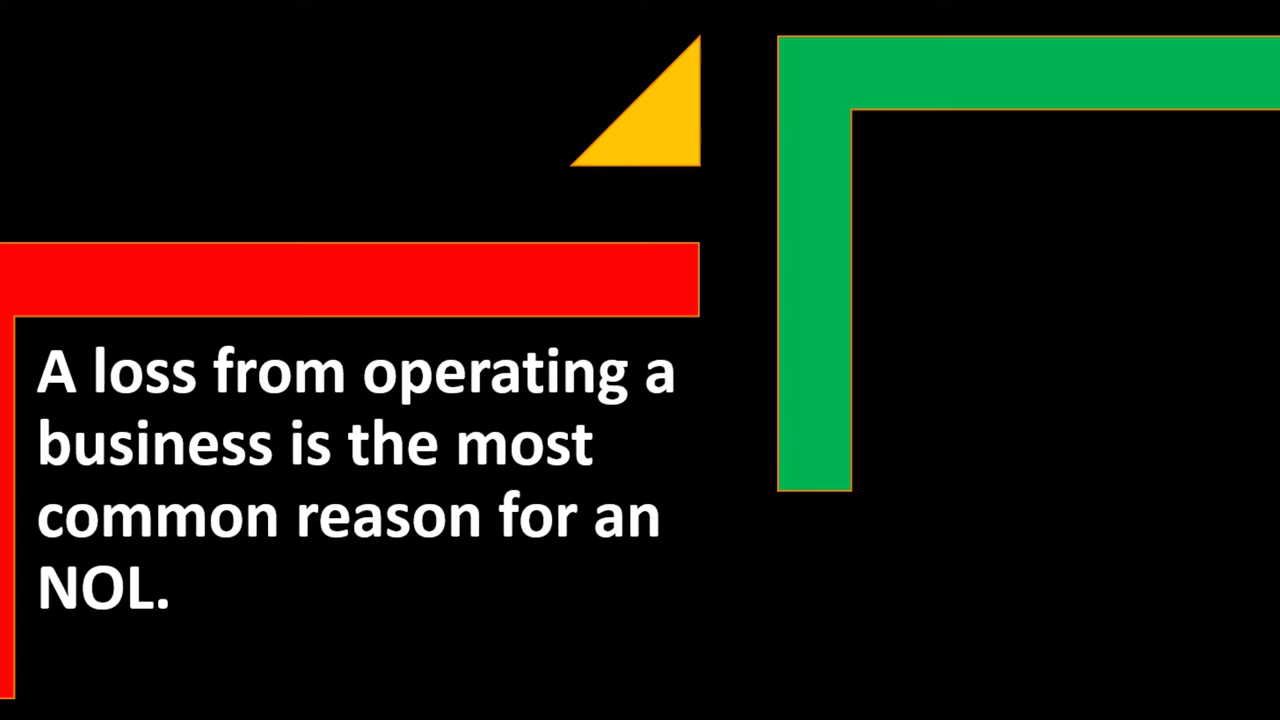 A loss from operating a
business is the most
common reason for an
NOL.